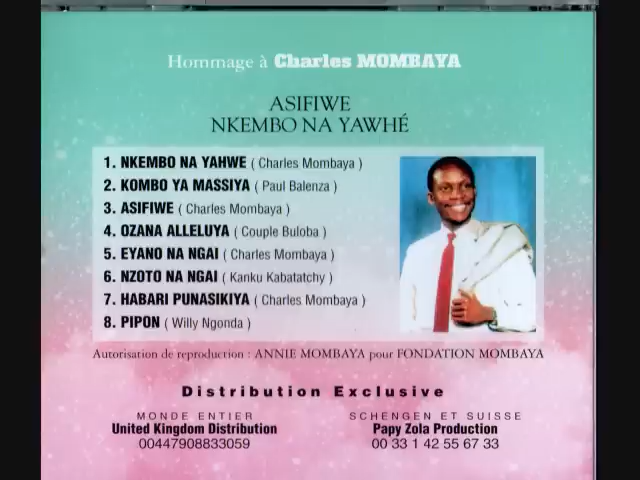 Hommage à Charles MOMBAYA
ASIFIWE
NKEMBO NA YAWHÉ
1. NKEMBO NA YAHWE ( Charles Mombaya )
2. KOMBO YA MASSIYA ( Paul Balenza )
3. ASIFIWE ( Charles Mombaya )
4. OZANA ALLELUYA ( Couple Buloba )
5. EYANO NA NGAI ( Charles Mombaya )
6. NZOTO NA NGAI ( Kanku Kabatatchy )
7. HABARI PUNASIKIYA ( Charles Mombaya )
8. PIPON ( Willy Ngonda )
Autorisation de reproduction : ANNIE MOMBAYA pour FONDATION MOMBAYA
Distribution Exclusive
MONDE ENTIER
United Kingdom Distribution
00447908833059
SCHENGEN ET SUISSE
Papy Zola Production
00 33 1 42 55 67 33